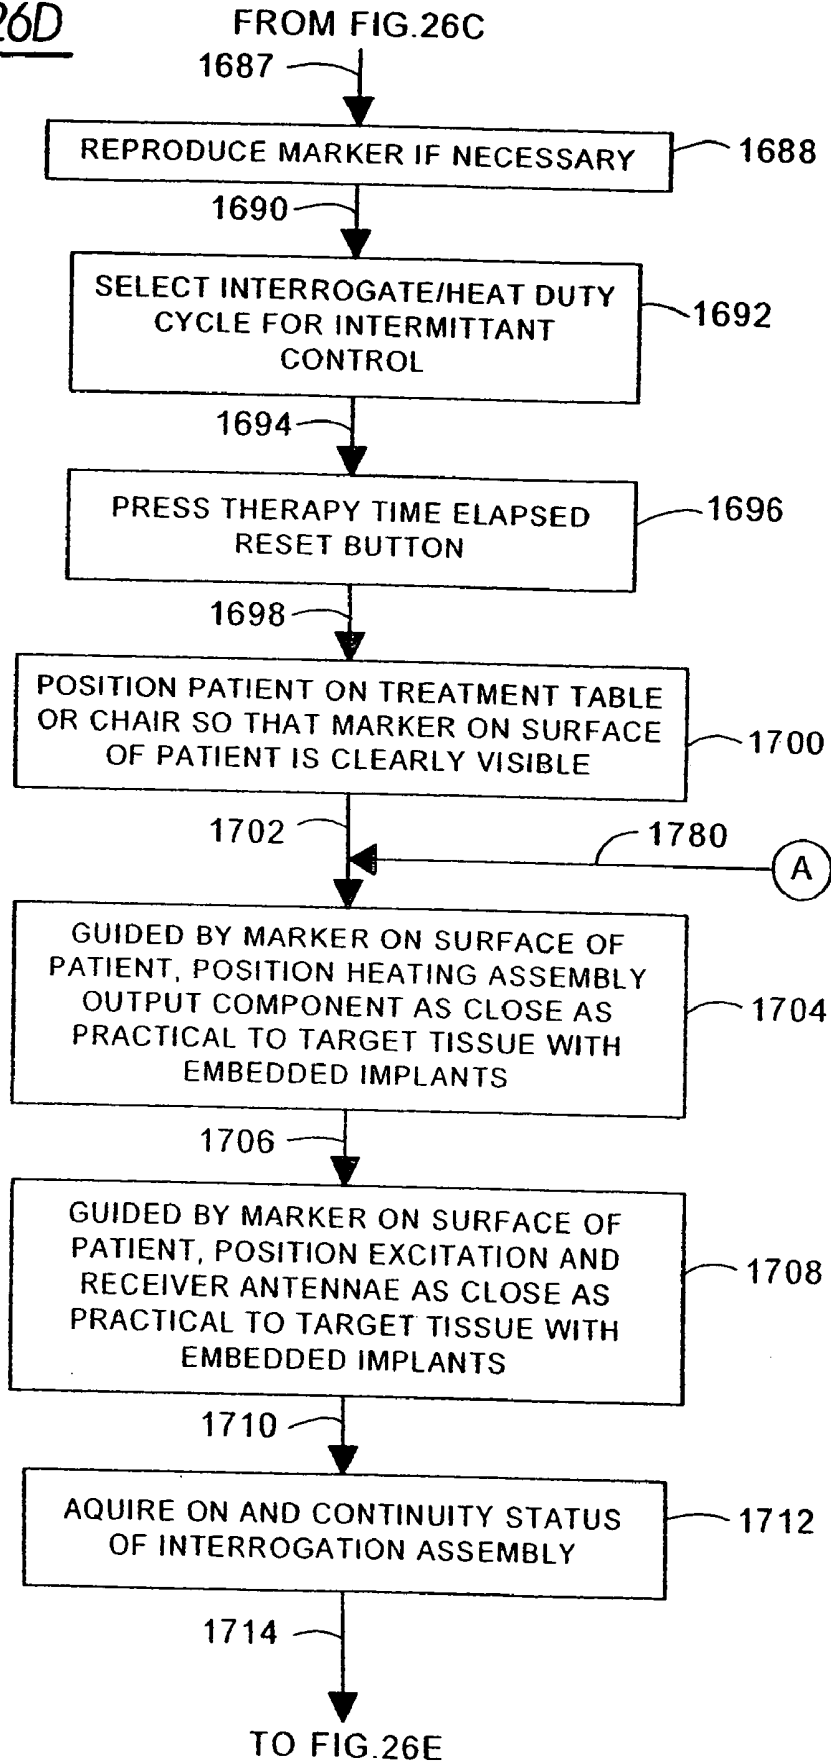 26D
FROM FIG.26C
1687
REPRODUCE MARKER IF NECESSARY
1688
1690
SELECT INTERROGATE/HEAT DUTY
CYCLE FOR INTERMITTANT
CONTROL
1692
1694
PRESS THERAPY TIME ELAPSED
RESET BUTTON
1696
1698
POSITION PATIENT ON TREATMENT TABLE
OR CHAIR SO THAT MARKER ON SURFACE
OF PATIENT IS CLEARLY VISIBLE
1700
1702
1780
A
GUIDED BY MARKER ON SURFACE OF
PATIENT, POSITION HEATING ASSEMBLY
OUTPUT COMPONENT AS CLOSE AS
PRACTICAL TO TARGET TISSUE WITH
EMBEDDED IMPLANTS
1704
1706
GUIDED BY MARKER ON SURFACE OF
PATIENT, POSITION EXCITATION AND
RECEIVER ANTENNAE AS CLOSE AS
PRACTICAL TO TARGET TISSUE WITH
EMBEDDED IMPLANTS
1708
1710
AQUIRE ON AND CONTINUITY STATUS
OF INTERROGATION ASSEMBLY
1712
1714
TO FIG.26E